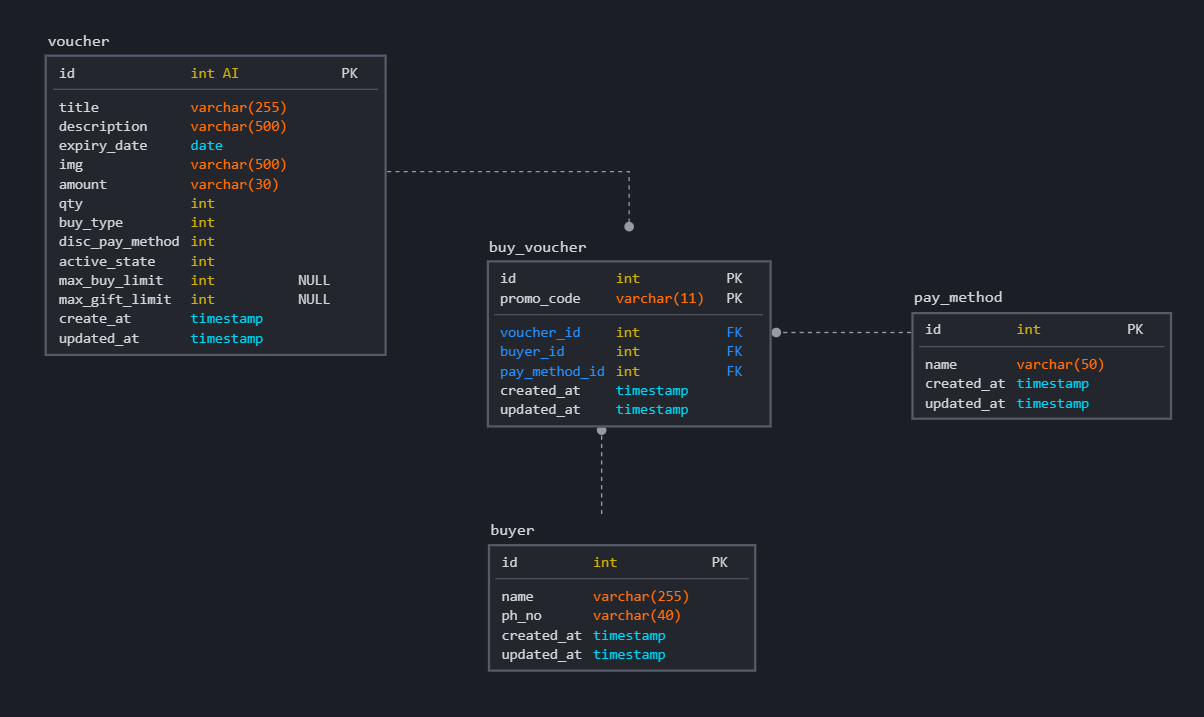 voucher
id int AI PK
title varchar(255)
description varchar(500)
expiry_date date
img varchar(500)
amount varchar(30)
qty int
buy_type int
disc_pay_method int
active_state int
max_buy_limit int NULL
max_gift_limit int NULL
create_at timestamp
updated_at timestamp
buy_voucher
id int PK
promo_code varchar(11) PK
voucher_id int FK
buyer_id int FK
pay_method_id int FK
created_at timestamp
updated_at timestamp
pay_method
id int PK
name varchar(50)
created_at timestamp
updated_at timestamp
buyer
id int PK
name varchar(255)
ph_no varchar(40)
created_at timestamp
updated_at timestamp